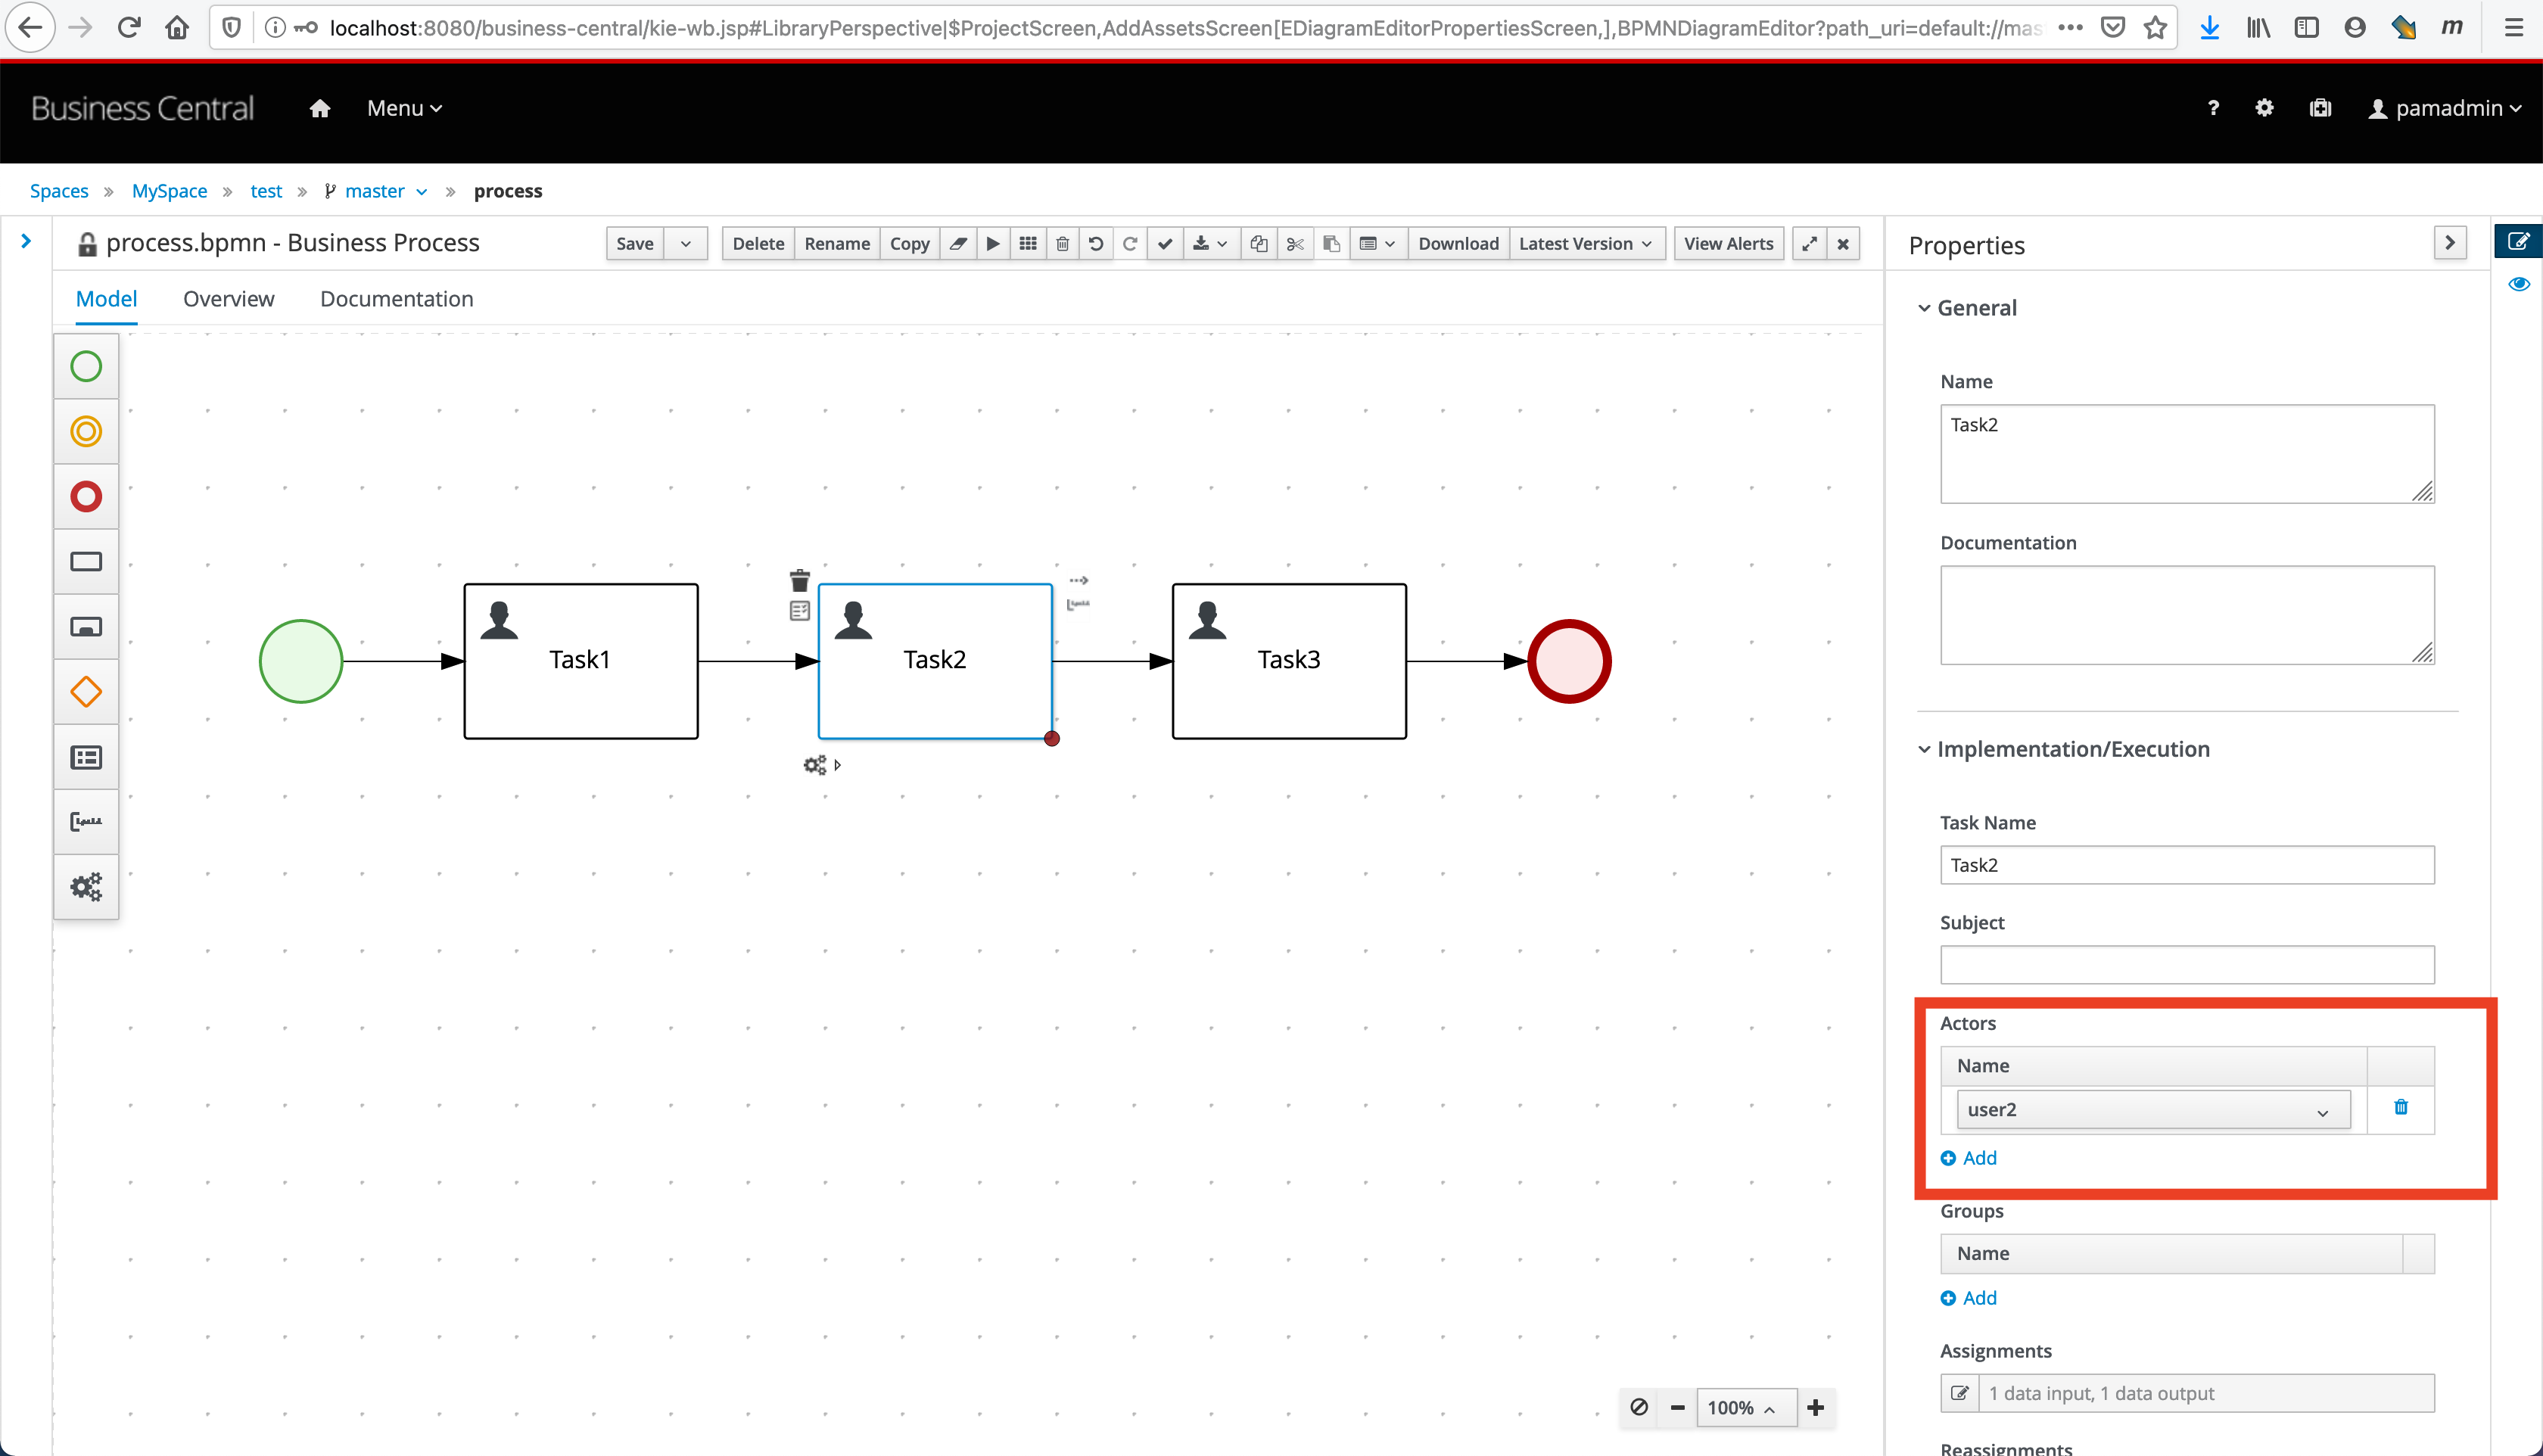 localhost:8080/business-central/kie-wb.jsp#LibraryPerspective|$ProjectScreen,AddAssetsScreen[EDiagramEditorPropertiesScreen,],BPMNDiagramEditor?path_uri=default://mas
m
Business Central
Menu
?
pamadmin
Spaces » MySpace » test » master » process
process.bpmn - Business Process
Save
Delete
Rename
Copy
Download
Latest Version
View Alerts
Model
Overview
Documentation
Task1
Task2
Task3
100%
Properties
General
Name
Task2
Documentation
Implementation/Execution
Task Name
Task2
Subject
Actors
Name
user2
Add
Groups
Name
Add
Assignments
1 data input, 1 data output
Reassignments